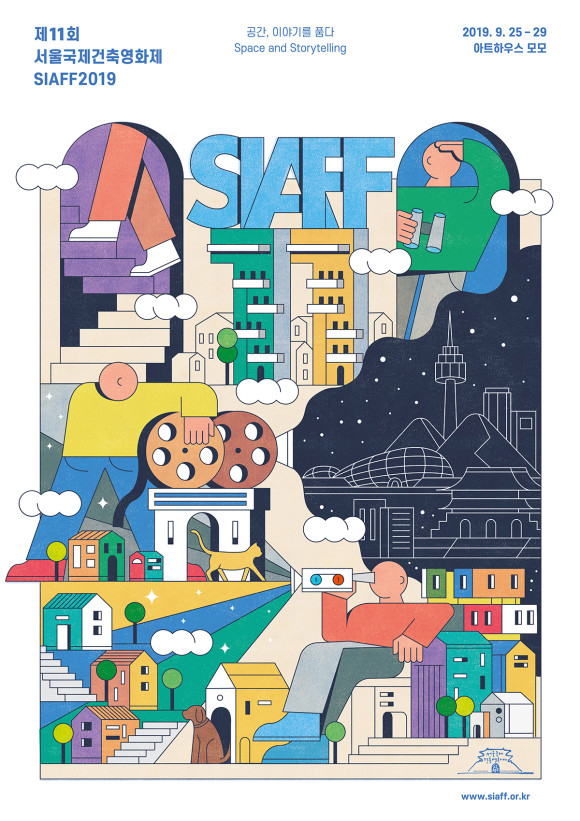 제11회
서울국제건축영화제
SIAFF2019
공간, 이야기를 품다
Space and Storytelling
2019. 9. 25 - 29
아트하우스 모모
SIAFF
www.siaff.or.kr